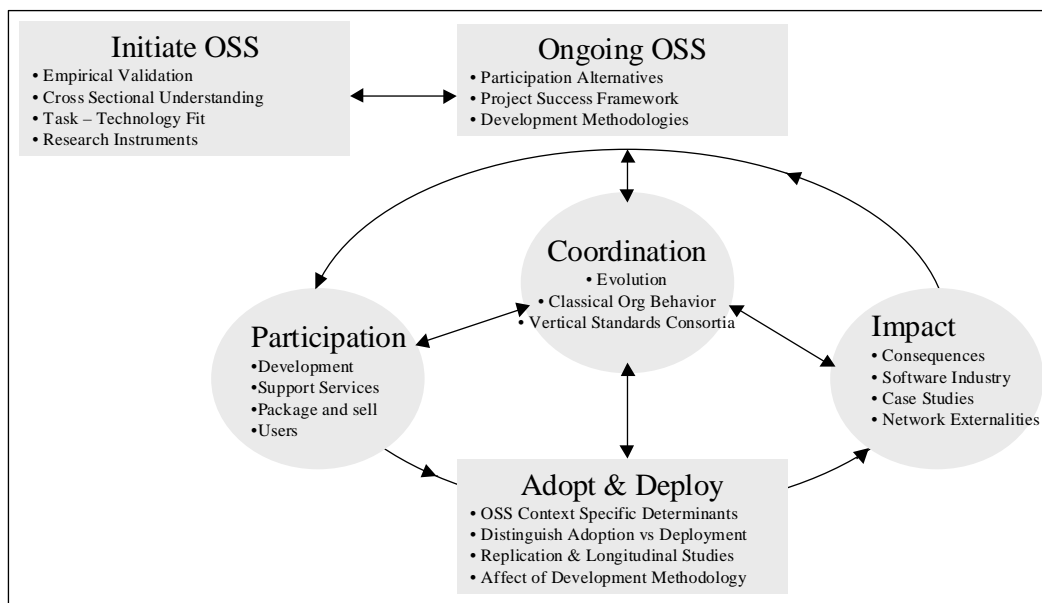 Initiate OSS
• Empirical Validation
• Cross Sectional Understanding
• Task – Technology Fit
• Research Instruments
Ongoing OSS
• Participation Alternatives
• Project Success Framework
• Development Methodologies
Coordination
• Evolution
• Classical Org Behavior
• Vertical Standards Consortia
Participation
•Development
•Support Services
•Package and sell
•Users
Impact
• Consequences
• Software Industry
• Case Studies
• Network Externalities
Adopt & Deploy
• OSS Context Specific Determinants
• Distinguish Adoption vs Deployment
• Replication & Longitudinal Studies
• Affect of Development Methodology